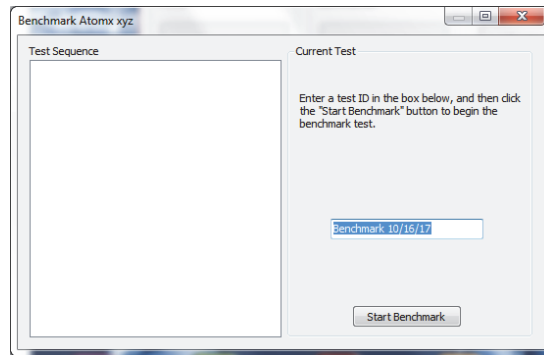 Benchmark Atomx xyz
Test Sequence
Current Test
Enter a test ID in the box below, and then click
the "Start Benchmark" button to begin the
benchmark test.
Benchmark 10/16/17
Start Benchmark